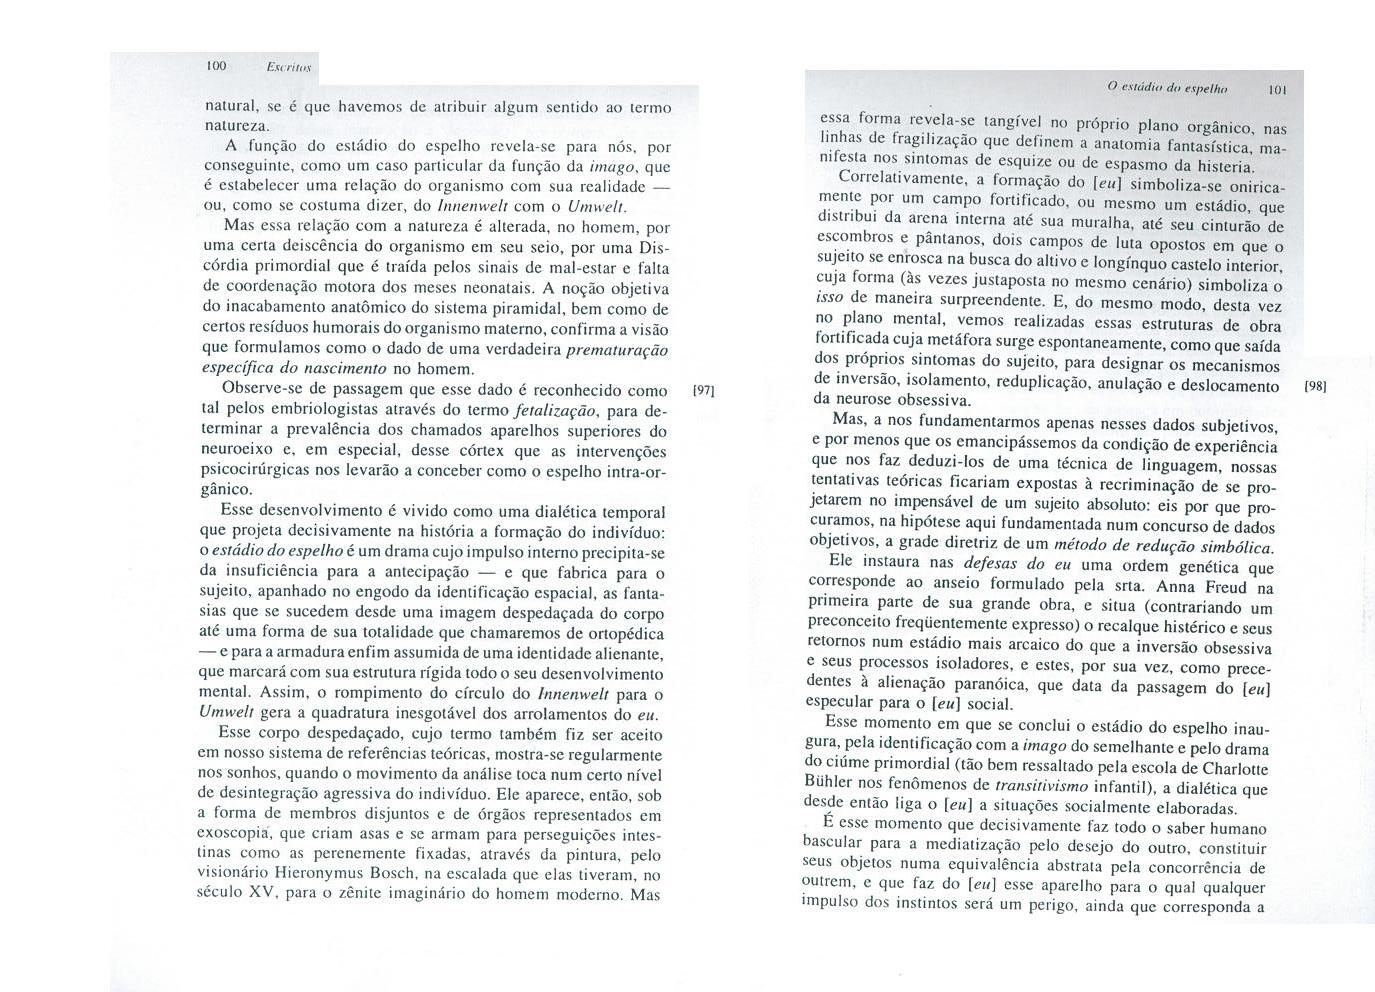 100 Escritos
natural, se é que havemos de atribuir algum sentido ao termo
natureza.
A função do estádio do espelho revela-se para nós, por
conseguinte, como um caso particular da função da imago, que
é estabelecer uma relação do organismo com sua realidade —
ou, como se costuma dizer, do Innenwelt com o Umwelt.
Mas essa relação com a natureza é alterada, no homem, por
uma certa deiscência do organismo em seu seio, por uma Dis-
córdia primordial que é traída pelos sinais de mal-estar e falta
de coordenação motora dos meses neonatais. A noção objetiva
do inacabamento anatômico do sistema piramidal, bem como de
certos resíduos humorais do organismo materno, confirma a visão
que formulamos como o dado de uma verdadeira prematuração
específica do nascimento no homem.
Observe-se de passagem que esse dado é reconhecido como [97]
tal pelos embriologistas através do termo fetalização, para de-
terminar a prevalência dos chamados aparelhos superiores do
neuroeixo e, em especial, desse córtex que as intervenções
psicocirúrgicas nos levarão a conceber como o espelho intra-or-
gânico.
Esse desenvolvimento é vivido como uma dialética temporal
que projeta decisivamente na história a formação do indivíduo:
o estádio do espelho é um drama cujo impulso interno precipita-se
da insuficiência para a antecipação — e que fabrica para o
sujeito, apanhado no engodo da identificação espacial, as fanta-
sias que se sucedem desde uma imagem despedaçada do corpo
até uma forma de sua totalidade que chamaremos de ortopédica
— e para a armadura enfim assumida de uma identidade alienante,
que marcará com sua estrutura rígida todo o seu desenvolvimento
mental. Assim, o rompimento do círculo do Innenwelt para o
Umwelt gera a quadratura inesgotável dos arrolamentos do eu.
Esse corpo despedaçado, cujo termo também fiz ser aceito
em nosso sistema de referências teóricas, mostra-se regularmente
nos sonhos, quando o movimento da análise toca num certo nível
de desintegração agressiva do indivíduo. Ele aparece, então, sob
a forma de membros disjuntos e de órgãos representados em
exoscopia, que criam asas e se armam para perseguições intes-
tinas como as perenemente fixadas, através da pintura, pelo
visionário Hieronymus Bosch, na escalada que elas tiveram, no
século XV, para o zênite imaginário do homem moderno. Mas
O estádio do espelho 101
essa forma revela-se tangível no próprio plano orgânico, nas
linhas de fragilização que definem a anatomia fantasística, ma-
nifesta nos sintomas de esquize ou de espasmo da histeria.
Correlativamente, a formação do [eu] simboliza-se onirica-
mente por um campo fortificado, ou mesmo um estádio, que
distribui da arena interna até sua muralha, até seu cinturão de
escombros e pântanos, dois campos de luta opostos em que o
sujeito se enrosca na busca do altivo e longínquo castelo interior,
cuja forma (às vezes justaposta no mesmo cenário) simboliza o
isso de maneira surpreendente. E, do mesmo modo, desta vez
no plano mental, vemos realizadas essas estruturas de obra
fortificada cuja metáfora surge espontaneamente, como que saída
dos próprios sintomas do sujeito, para designar os mecanismos
de inversão, isolamento, reduplicação, anulação e deslocamento [98]
da neurose obsessiva.
Mas, a nos fundamentarmos apenas nesses dados subjetivos,
e por menos que os emancipássemos da condição de experiência
que nos faz deduzi-los de uma técnica de linguagem, nossas
tentativas teóricas ficariam expostas à recriminação de se pro-
jetarem no impensável de um sujeito absoluto: eis por que pro-
curamos, na hipótese aqui fundamentada num concurso de dados
objetivos, a grade diretriz de um método de redução simbólica.
Ele instaura nas defesas do eu uma ordem genética que
corresponde ao anseio formulado pela srta. Anna Freud na
primeira parte de sua grande obra, e situa (contrariando um
preconceito freqüentemente expresso) o recalque histérico e seus
retornos num estádio mais arcaico do que a inversão obsessiva
e seus processos isoladores, e estes, por sua vez, como prece-
dentes à alienação paranóica, que data da passagem do [eu]
especular para o [eu] social.
Esse momento em que se conclui o estádio do espelho inau-
gura, pela identificação com a imago do semelhante e pelo drama
do ciúme primordial (tão bem ressaltado pela escola de Charlotte
Bühler nos fenômenos de transitivismo infantil), a dialética que
desde então liga o [eu] a situações socialmente elaboradas.
É esse momento que decisivamente faz todo o saber humano
bascular para a mediatização pelo desejo do outro, constituir
seus objetos numa equivalência abstrata pela concorrência de
outrem, e que faz do [eu] esse aparelho para o qual qualquer
impulso dos instintos será um perigo, ainda que corresponda a